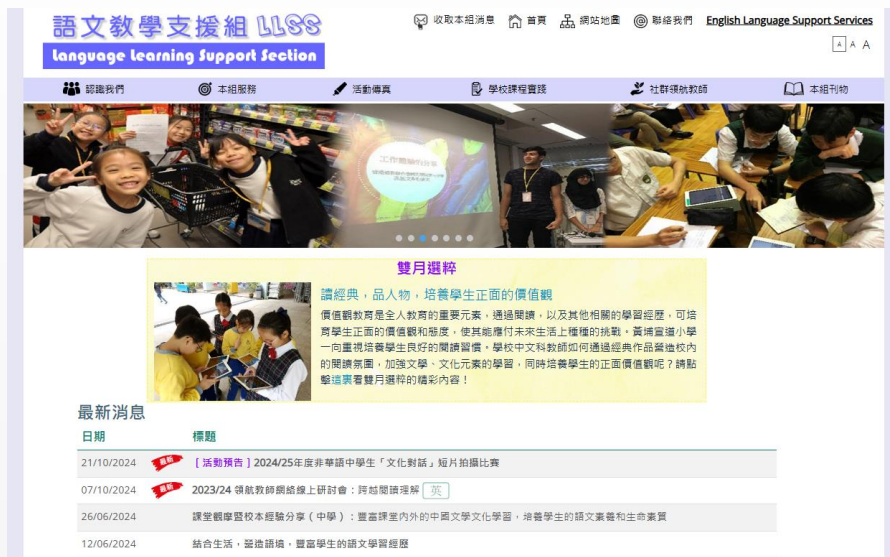 語文教學支援組 LLSS
Language Learning Support Section
收取本組消息 首頁 網站地圖 聯絡我們 English Language Support Services
A A A
認識我們 本組服務 活動傳真 學校課程實踐 社群領航教師 本組刊物
工作體驗的分享
雙月選粹
讀經典，品人物，培養學生正面的價值觀
價值觀教育是全人教育的重要元素，通過閱讀，以及其他相關的學習經歷，可培
育學生正面的價值觀和態度，使其能應付未來生活上種種的挑戰。黃埔宣道小學
一向重視培養學生良好的閱讀習慣。學校中文科教師如何通過經典作品營造校內
的閱讀氛圍，加強文學、文化元素的學習，同時培養學生的正面價值觀呢？請點
擊這裏看雙月選粹的精彩內容！
最新消息
日期 標題
21/10/2024 最新 [ 活動預告 ] 2024/25年度非華語中學生「文化對話」短片拍攝比賽
07/10/2024 最新 2023/24 領航教師網絡線上研討會：跨越閱讀理解 英
26/06/2024 課堂觀摩暨校本經驗分享（中學）：豐富課堂內外的中國文學文化學習，培養學生的語文素養和生命素質
12/06/2024 結合生活，營造語境，豐富學生的語文學習經歷